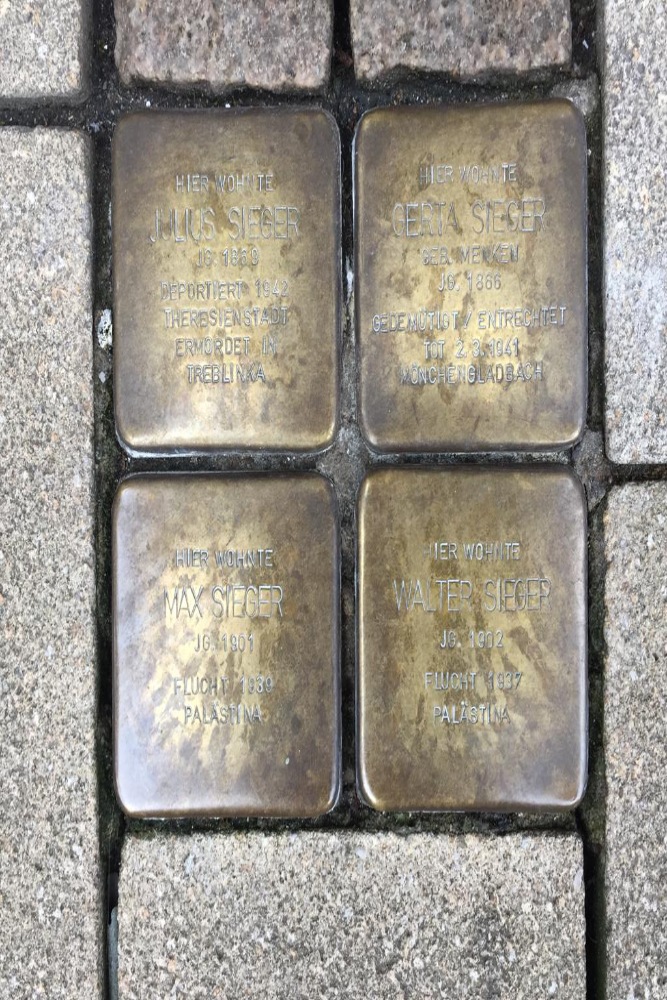 HIER WOHNTE
JULIUS SIEGER
JG. 1869
DEPORTIERT 1942
THERESIENSTADT
ERMORDET IN
TREBLINKA
HIER WOHNTE
GERTA SIEGER
GEB. MENKEN
JG. 1866
GEDEMÜTIGT / ENTRECHTET
TOT 2.3.1941
MÖNCHENGLADBACH
HIER WOHNTE
MAX SIEGER
JG. 1901
FLUCHT 1939
PALÄSTINA
HIER WOHNTE
WALTER SIEGER
JG. 1902
FLUCHT 1937
PALÄSTINA